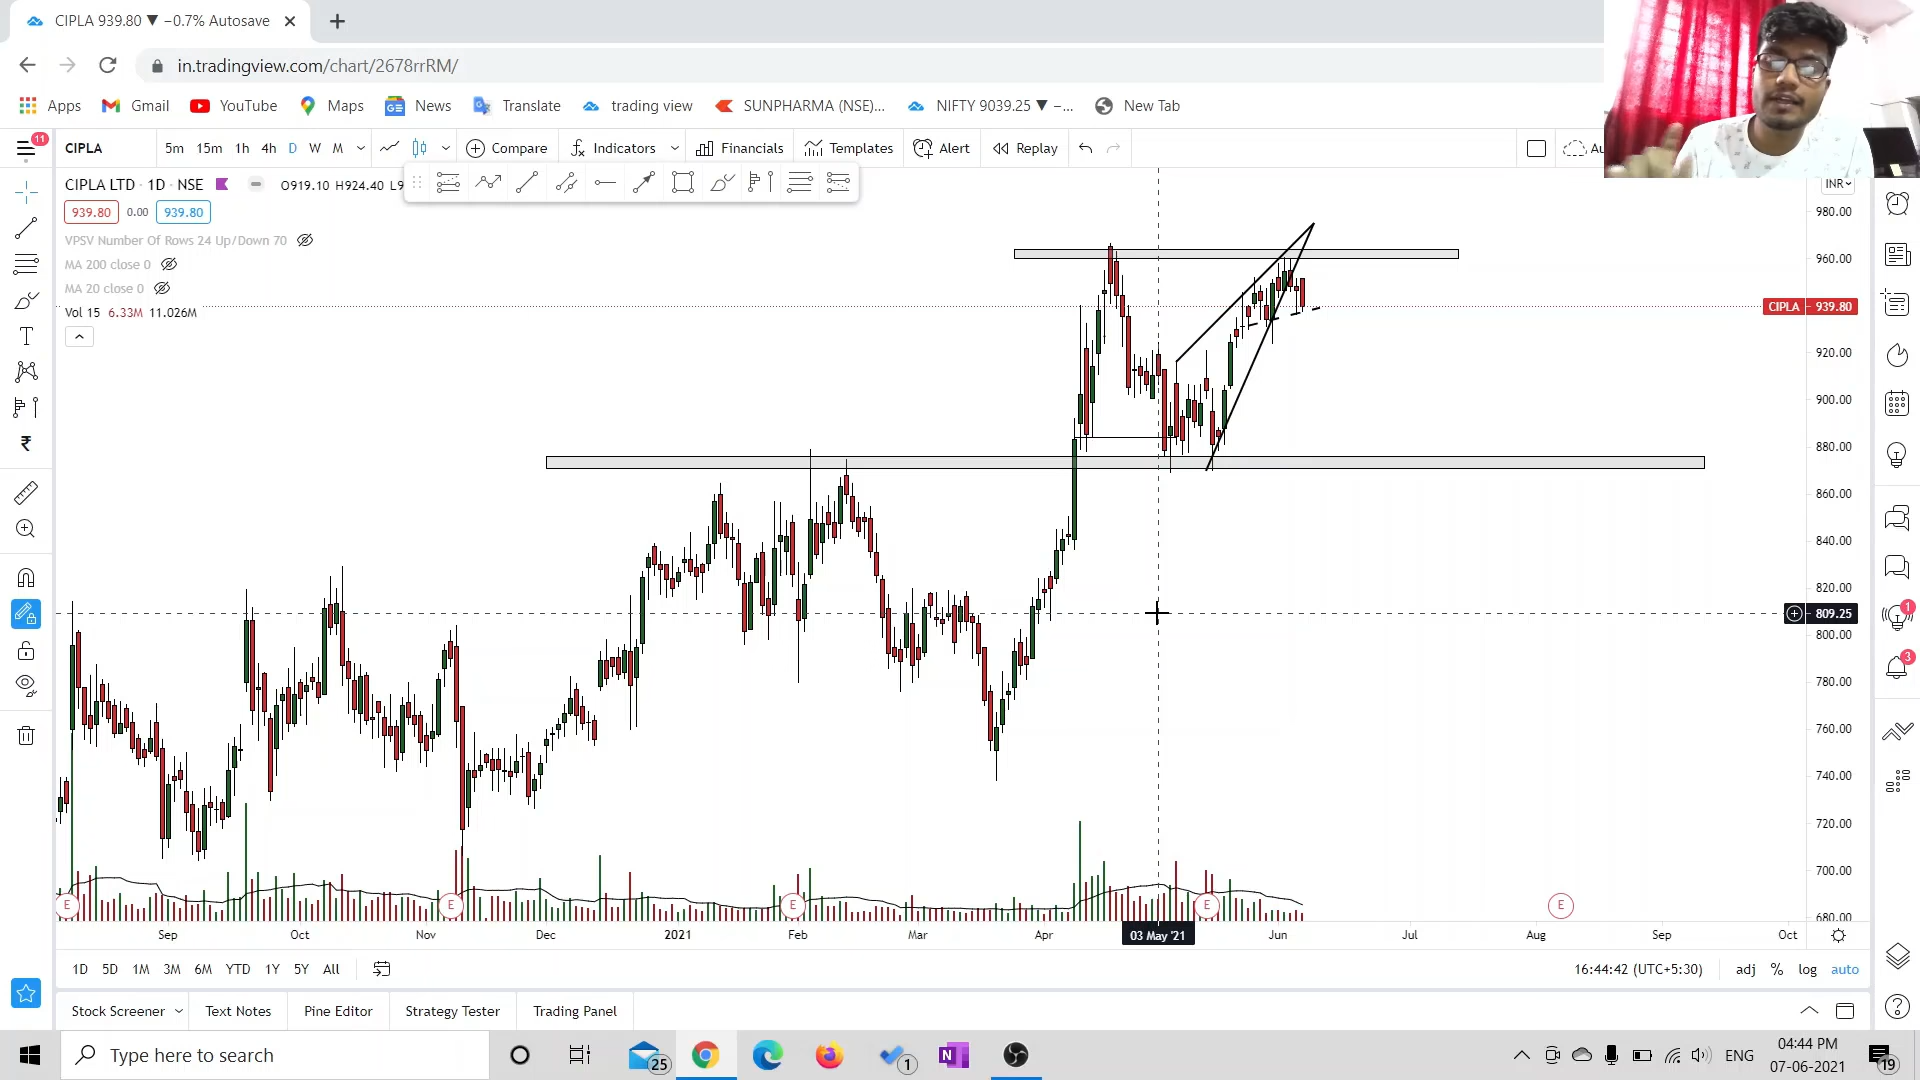 CIPLA 939.80 ▼ −0.7% Autosave
in.tradingview.com/chart/2678rrRM/
Apps Gmail YouTube Maps News Translate trading view SUNPHARMA (NSE)... NIFTY 9039.25 ▼ −... New Tab
11
CIPLA 5m 15m 1h 4h D W M Compare Indicators Financials Templates Alert Replay
CIPLA LTD · 1D · NSE O919.10 H924.40 L9
INR
939.80 0.00 939.80
VPSV Number Of Rows 24 Up/Down 70
MA 200 close 0
MA 20 close 0
Vol 15 6.33M 11.026M
980.00
960.00
CIPLA 939.80
920.00
900.00
880.00
860.00
840.00
820.00
809.25
800.00
780.00
760.00
740.00
720.00
700.00
680.00
1
3
E E E E E
Sep Oct Nov Dec 2021 Feb Mar Apr 03 May '21 Jun Jul Aug Sep Oct
1D 5D 1M 3M 6M YTD 1Y 5Y All 16:44:42 (UTC+5:30) adj % log auto
Stock Screener Text Notes Pine Editor Strategy Tester Trading Panel
Type here to search
25
1
ENG
04:44 PM
07-06-2021
19